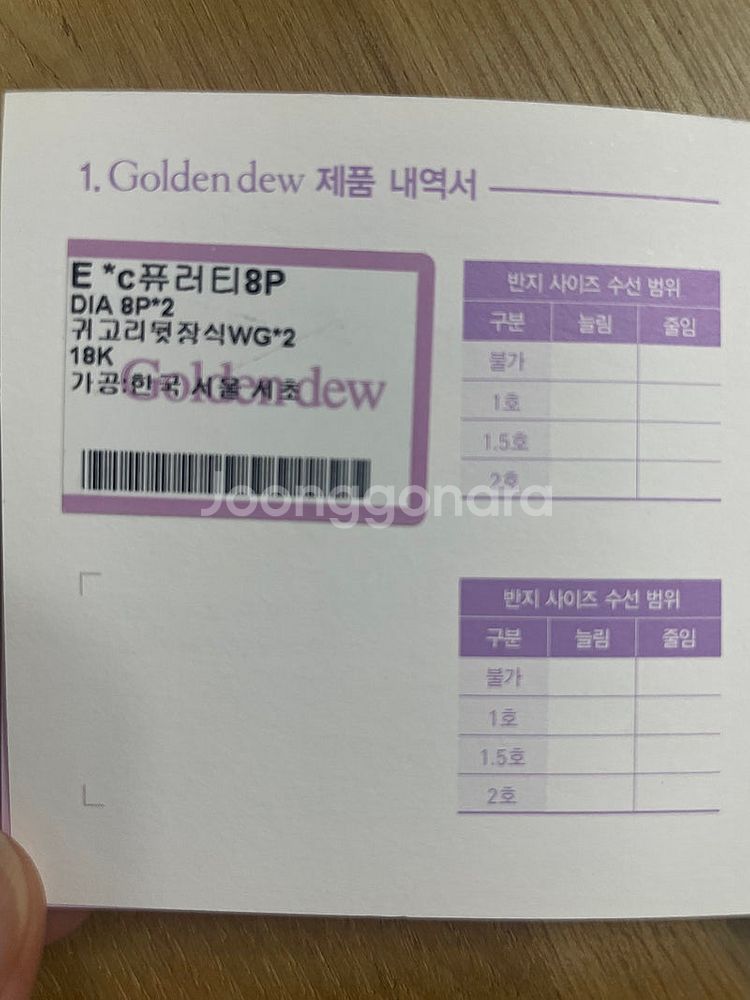 1. Golden dew 제품 내역서
E *c퓨러티8P
DIA 8P*2
귀고리뒷장식WG*2
18K
가공:한국 서울 서초
Golden dew
반지 사이즈 수선 범위
구분 늘림 줄임
불가
1호
1.5호
2호
Joonggonara
반지 사이즈 수선 범위
구분 늘림 줄임
불가
1호
1.5호
2호